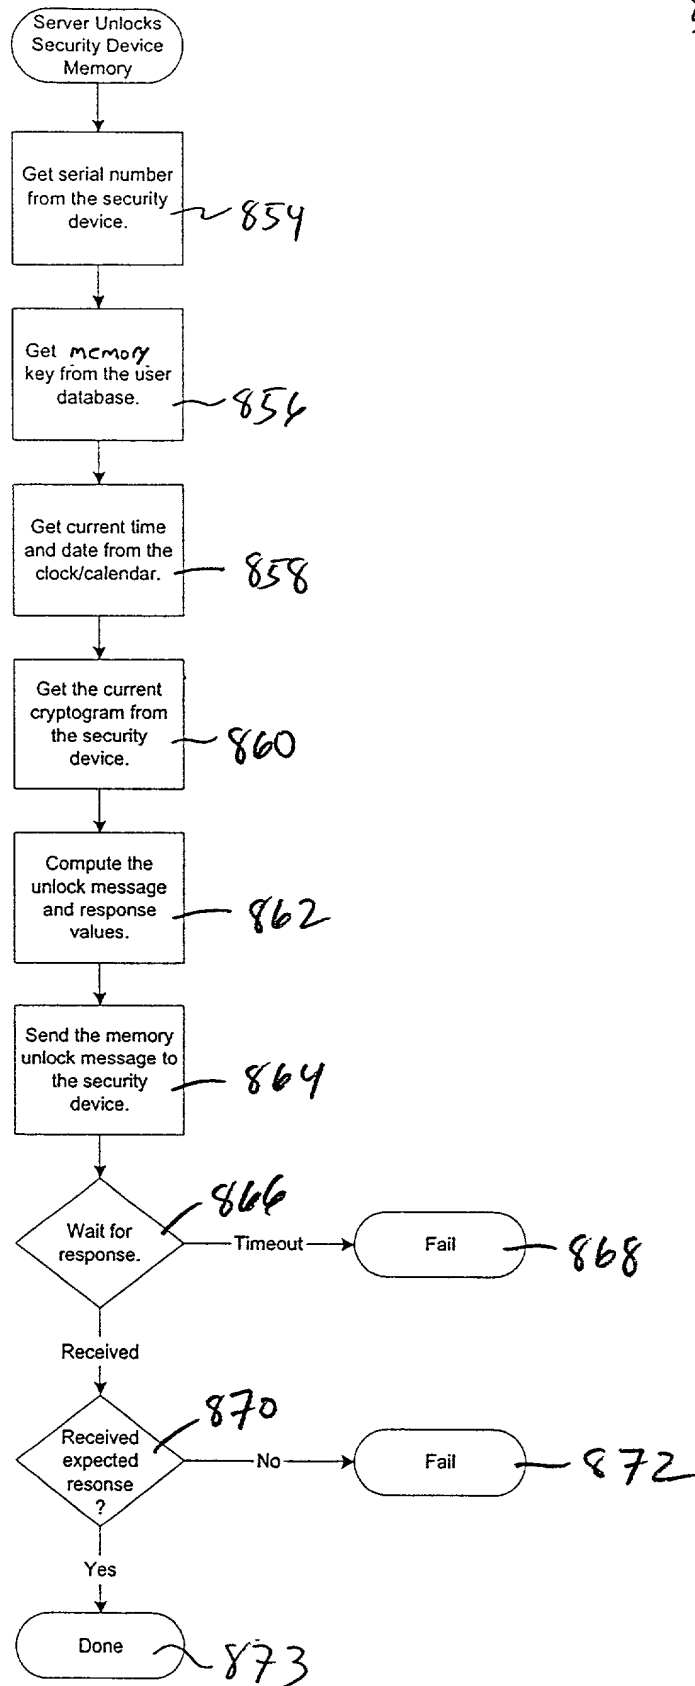 Server Unlocks
Security Device
Memory
Get serial number
from the security
device.
854
Get memory
key from the user
database.
856
Get current time
and date from the
clock/calendar.
858
Get the current
cryptogram from
the security
device.
860
Compute the
unlock message
and response
values.
862
Send the memory
unlock message to
the security
device.
864
Wait for
response.
866
Timeout
Fail
868
Received
Received
expected
resonse
?
870
No
Fail
872
Yes
Done
873